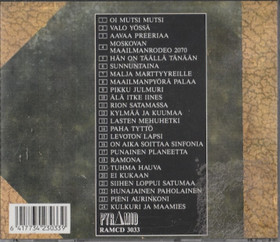 OI MUTSI MUTSI
VALO YÖSSÄ
AAVAA PREERIAA
MOSKOVAN
MAAILMANRODEO 2070
HÄN ON TÄÄLLÄ TÄNÄÄN
SUNNUNTAINA
MALJA MARTTYYREILLE
MAAILMANPYÖRÄ PALAA
PIKKU JULMURI
ÄLÄ ITKE IINES
RION SATAMASSA
KYLMÄÄ JA KUUMAA
LASTEN MEHUHETKI
PAHA TYTTÖ
LEVOTON LAPSI
ON AIKA SOITTAA SINFONIA
PUNAINEN PLANEETTA
RAMONA
TUHMA HAUVA
EI KUKAAN
SIIHEN LOPPUI SATUMAA
HUNAJAINEN PAHOLAINEN
PIENI AURINKONI
KULKURI JA MAAMIES
PYRAMID
RAMCD 3033
6 417734 230339